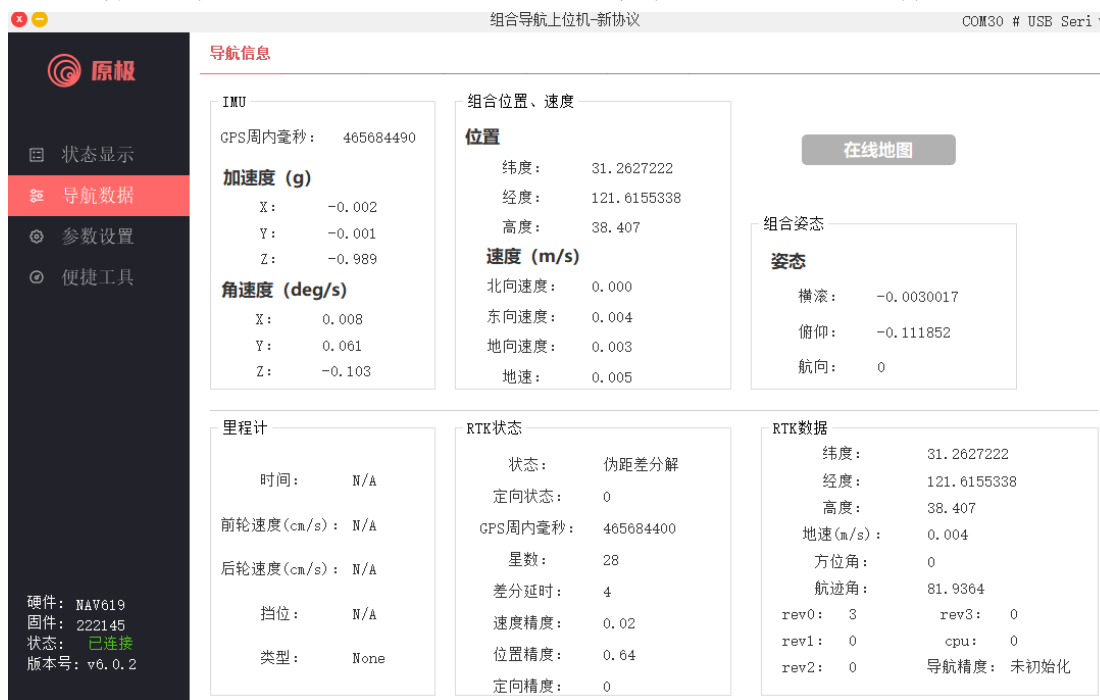 组合导航上位机-新协议
COM30 # USB Seri
原极
状态显示
导航数据
参数设置
便捷工具
硬件: NAV619
固件: 222145
状态: 已连接
版本号: v6.0.2
导航信息
IMU
GPS周内毫秒: 465684490
加速度 (g)
X: -0.002
Y: -0.001
Z: -0.989
角速度 (deg/s)
X: 0.008
Y: 0.061
Z: -0.103
组合位置、速度
位置
纬度: 31.2627222
经度: 121.6155338
高度: 38.407
速度 (m/s)
北向速度: 0.000
东向速度: 0.004
地向速度: 0.003
地速: 0.005
在线地图
组合姿态
姿态
横滚: -0.0030017
俯仰: -0.111852
航向: 0
里程计
时间: N/A
前轮速度(cm/s): N/A
后轮速度(cm/s): N/A
挡位: N/A
类型: None
RTK状态
状态: 伪距差分解
定向状态: 0
GPS周内毫秒: 465684400
星数: 28
差分延时: 4
速度精度: 0.02
位置精度: 0.64
定向精度: 0
RTK数据
纬度: 31.2627222
经度: 121.6155338
高度: 38.407
地速(m/s): 0.004
方位角: 0
航迹角: 81.9364
rev0: 3 rev3: 0
rev1: 0 cpu: 0
rev2: 0 导航精度: 未初始化